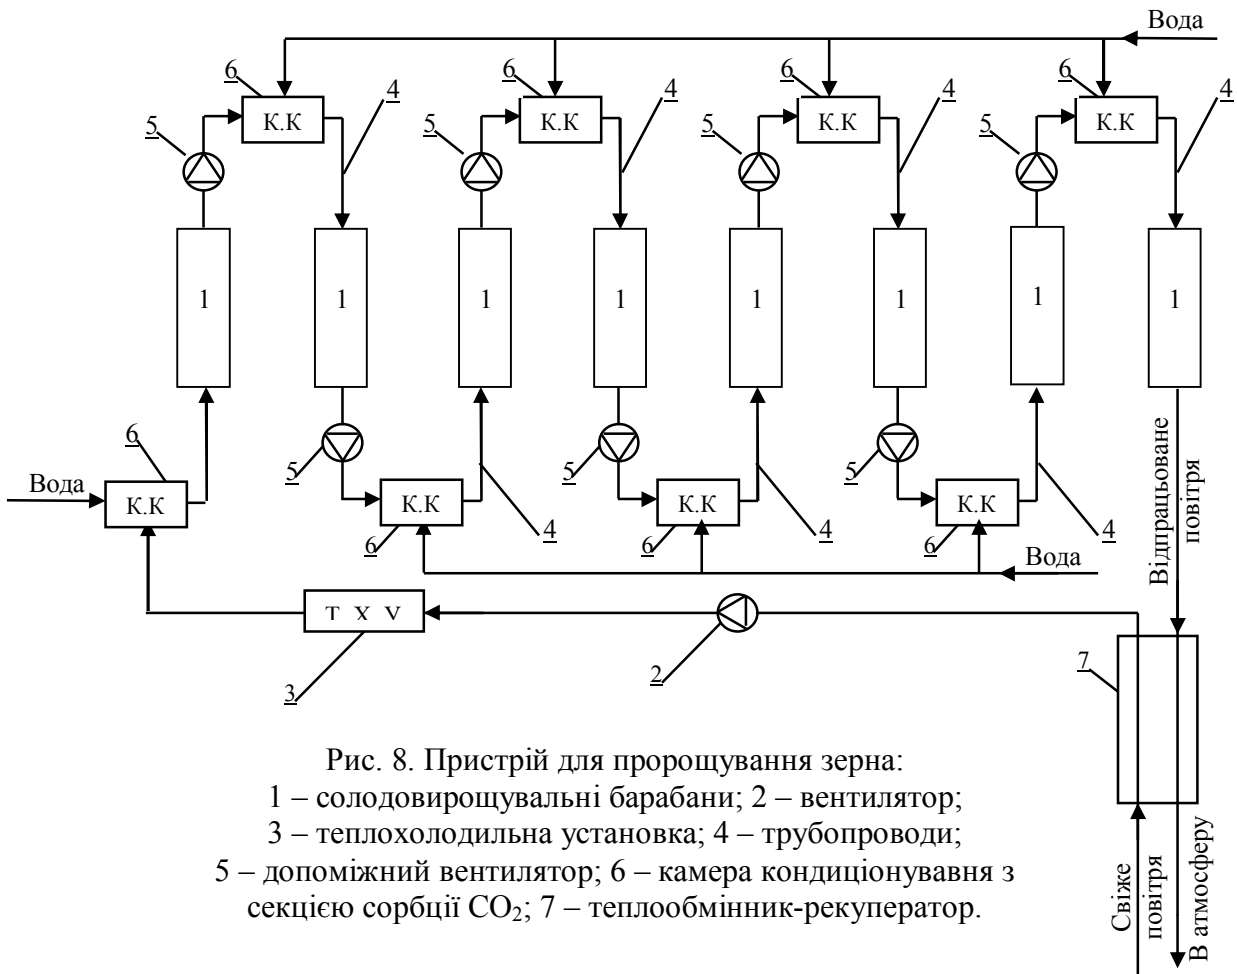 Вода
6 4 6 4 6 4 6 4
К.К К.К К.К К.К
5 5 5 5
1 1 1 1 1 1 1 1
6
5 5 5
Вода
К.К К.К К.К К.К
6 4 6 4 6 4
Вода
Відпрацьоване
повітря
Т Х V
3
2
7
Рис. 8. Пристрій для пророщування зерна:
1 – солодовирощувальні барабани; 2 – вентилятор;
3 – теплохолодильна установка; 4 – трубопроводи;
5 – допоміжний вентилятор; 6 – камера кондиціонувавня з
секцією сорбції CO₂; 7 – теплообмінник-рекуператор.
Свіже
повітря
В атмосферу